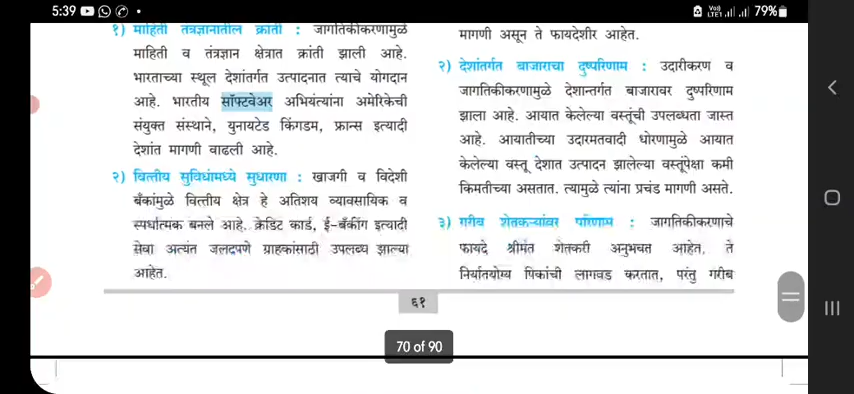 5:39
79%
१) माहिती तंत्रज्ञानातील क्रांती : जागतिकीकरणामुळे
माहिती व तंत्रज्ञान क्षेत्रात क्रांती झाली आहे.
भारताच्या स्थूल देशांतर्गत उत्पादनात त्याचे योगदान
आहे. भारतीय सॉफ्टवेअर अभियंत्यांना अमेरिकेची
संयुक्त संस्थाने, युनायटेड किंगडम, फ्रान्स इत्यादी
देशांत मागणी वाढली आहे.
२) वित्तीय सुविधांमध्ये सुधारणा : खाजगी व विदेशी
बँकांमुळे वित्तीय क्षेत्र हे अतिशय व्यावसायिक व
स्पर्धात्मक बनले आहे. क्रेडिट कार्ड, ई-बँकींग इत्यादी
सेवा अत्यंत जलदपणे ग्राहकांसाठी उपलब्ध झाल्या
आहेत.
मागणी असून ते फायदेशीर आहेत.
२) देशांतर्गत बाजाराचा दुष्परिणाम : उदारीकरण व
जागतिकीकरणामुळे देशान्तर्गत बाजारावर दुष्परिणाम
झाला आहे. आयात केलेल्या वस्तूंची उपलब्धता जास्त
आहे. आयातीच्या उदारमतवादी धोरणामुळे आयात
केलेल्या वस्तू देशात उत्पादन झालेल्या वस्तूंपेक्षा कमी
किमतीच्या असतात. त्यामुळे त्यांना प्रचंड मागणी असते.
३) गरीब शेतकऱ्यांवर परिणाम : जागतिकीकरणाचे
फायदे श्रीमंत शेतकरी अनुभवत आहेत. ते
निर्यातयोग्य पिकांची लागवड करतात, परंतु गरीब
६१
70 of 90